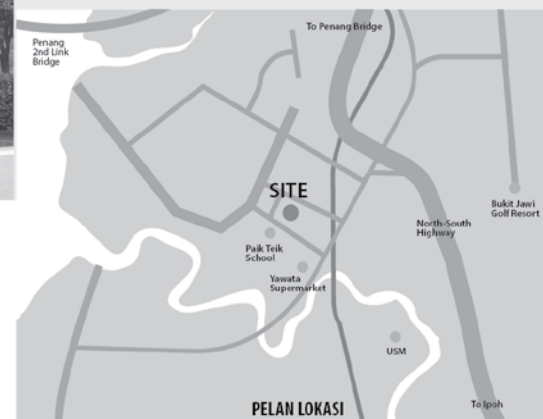 To Penang Bridge
Penang
2nd Link
Bridge
SITE
Bukit Jawi
Golf Resort
North-South
Highway
Paik Teik
School
Yawata
Supermarket
USM
To Ipoh
PELAN LOKASI